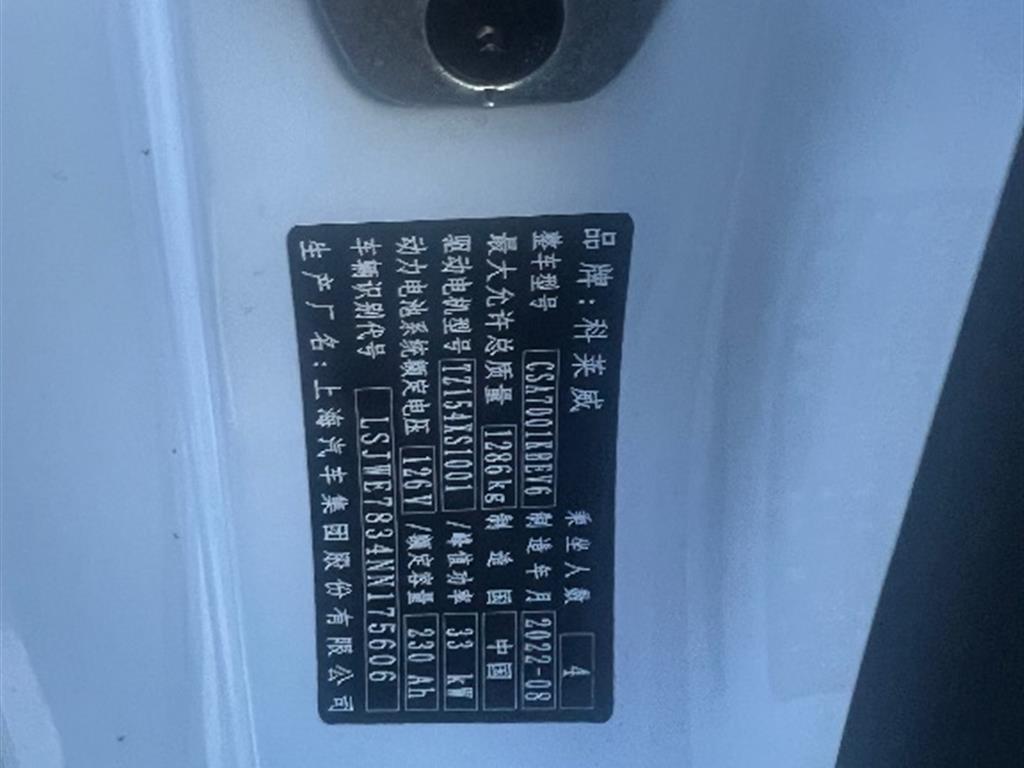 品牌:科莱威 乘坐人数 4
整车型号 CSA7001KBEV6 制造年月 2022-08
最大允许总质量 1286kg 制造国 中国
驱动电机型号 TZ154XS1001 /峰值功率 33 kW
动力电池系统额定电压 126V /额定容量 230 Ah
车辆识别代号 LSJWE7834NN175606
生产厂名:上海汽车集团股份有限公司